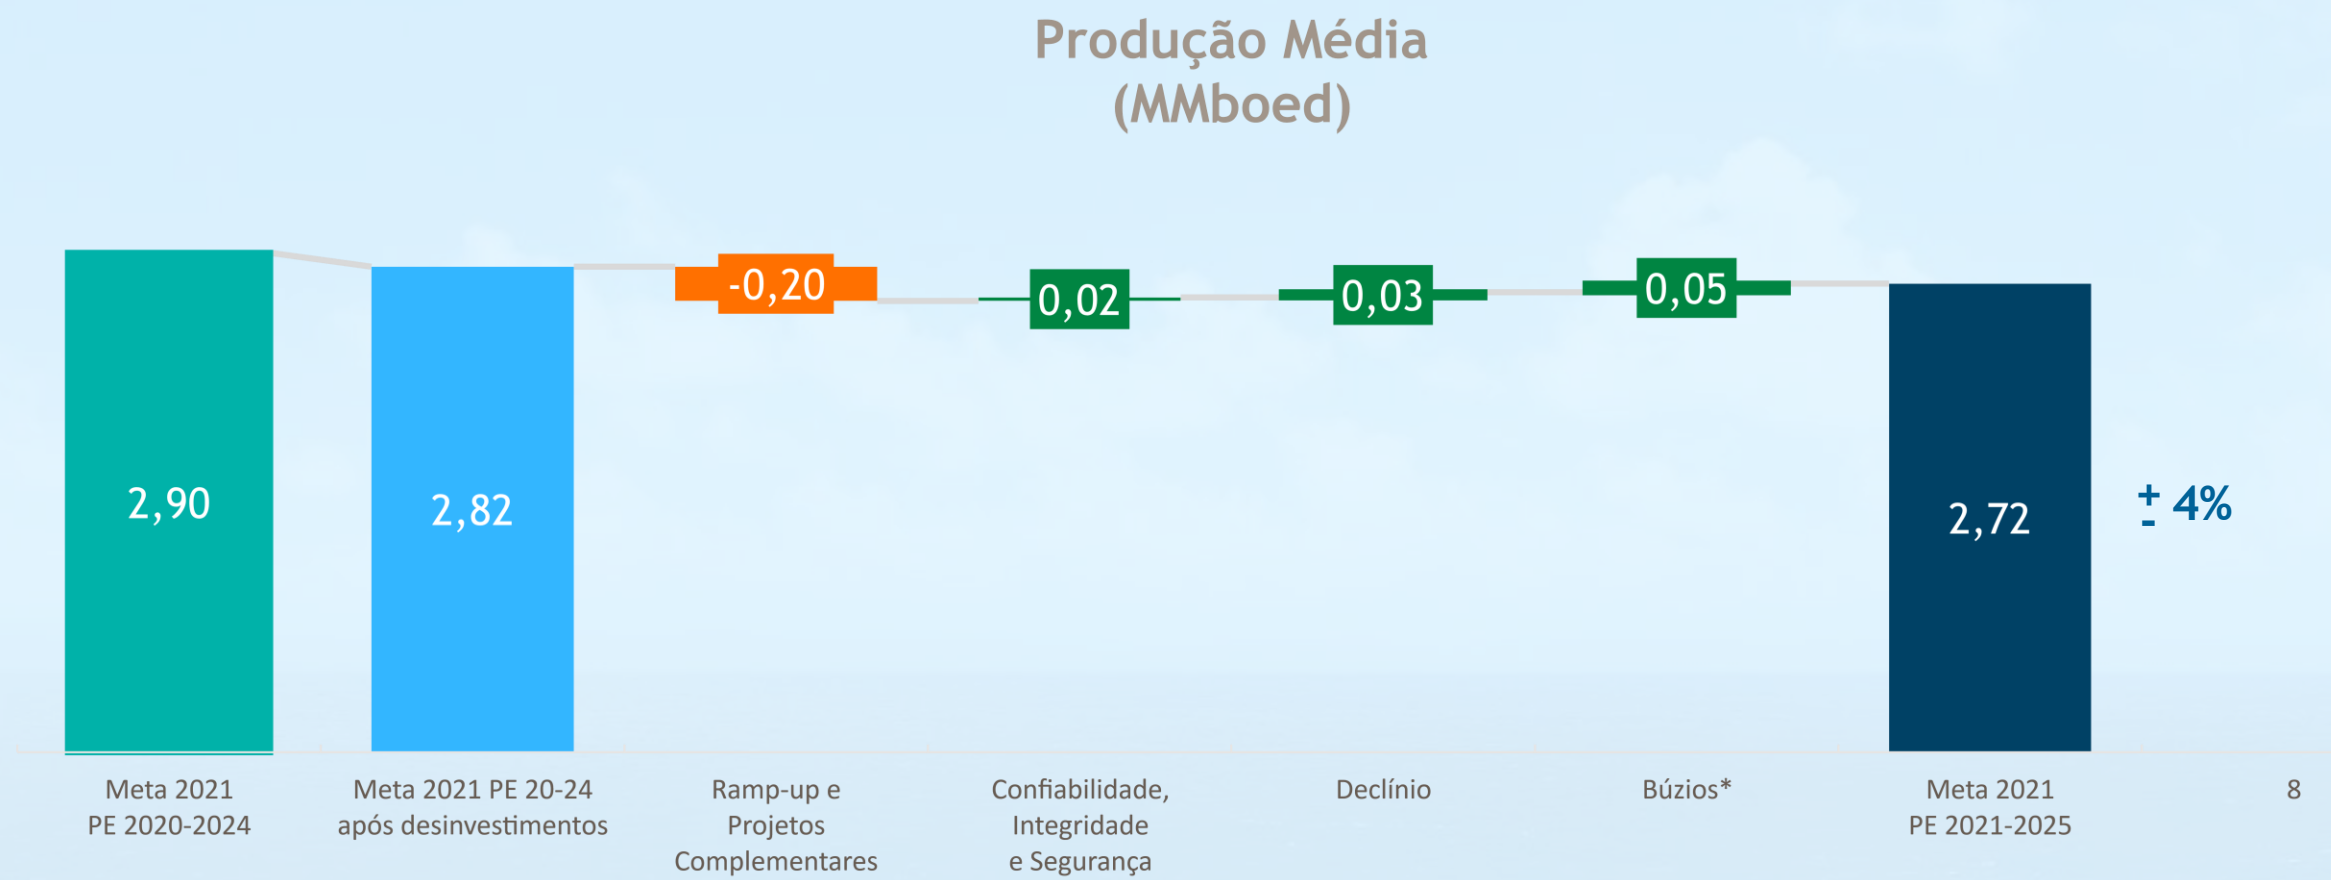 Produção Média
(MMboed)
2,90
2,82
-0,20
0,02
0,03
0,05
2,72
+
- 4%
Meta 2021
PE 2020-2024
Meta 2021 PE 20-24
após desinvestimentos
Ramp-up e
Projetos
Complementares
Confiabilidade,
Integridade
e Segurança
Declínio
Búzios*
Meta 2021
PE 2021-2025
8